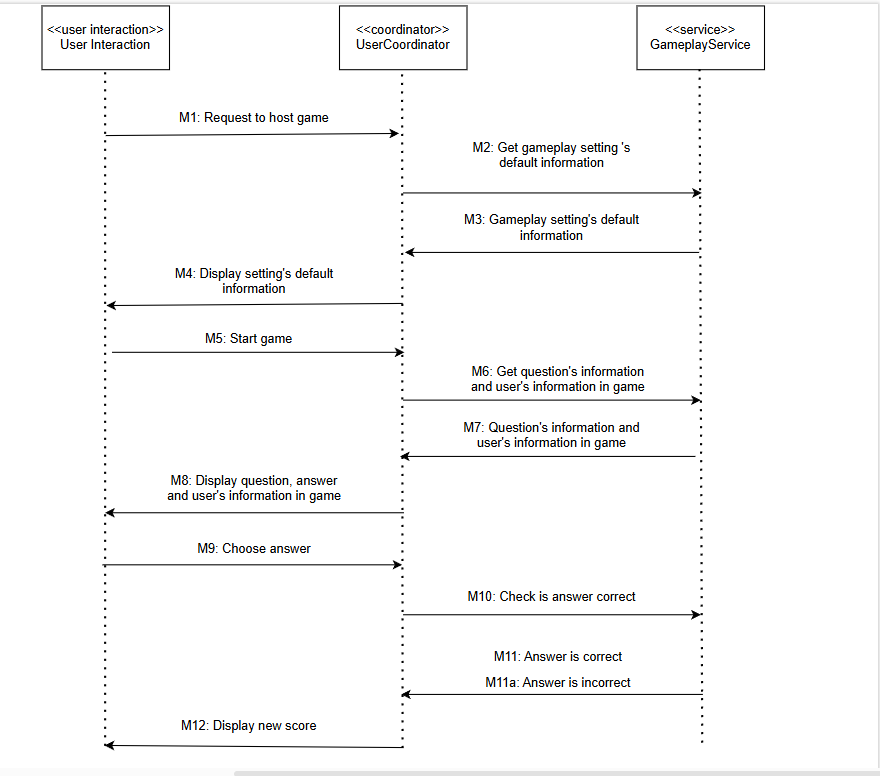 <<user interaction>>
User Interaction
<<coordinator>>
UserCoordinator
<<service>>
GameplayService
M1: Request to host game
M2: Get gameplay setting 's
default information
M3: Gameplay setting's default
information
M4: Display setting's default
information
M5: Start game
M6: Get question's information
and user's information in game
M7: Question's information and
user's information in game
M8: Display question, answer
and user's information in game
M9: Choose answer
M10: Check is answer correct
M11: Answer is correct
M11a: Answer is incorrect
M12: Display new score